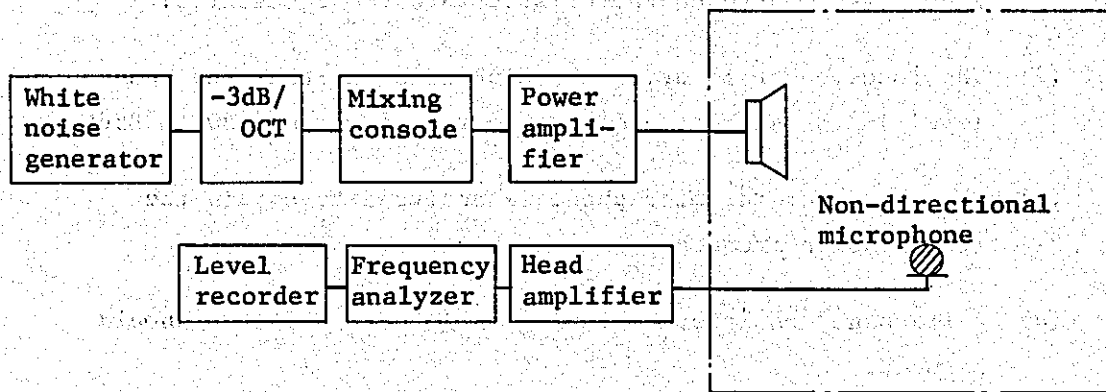 White
noise
generator
-3dB/
OCT
Mixing
console
Power
ampli-
fier
Non-directional
microphone
Level
recorder
Frequency
analyzer
Head
amplifier